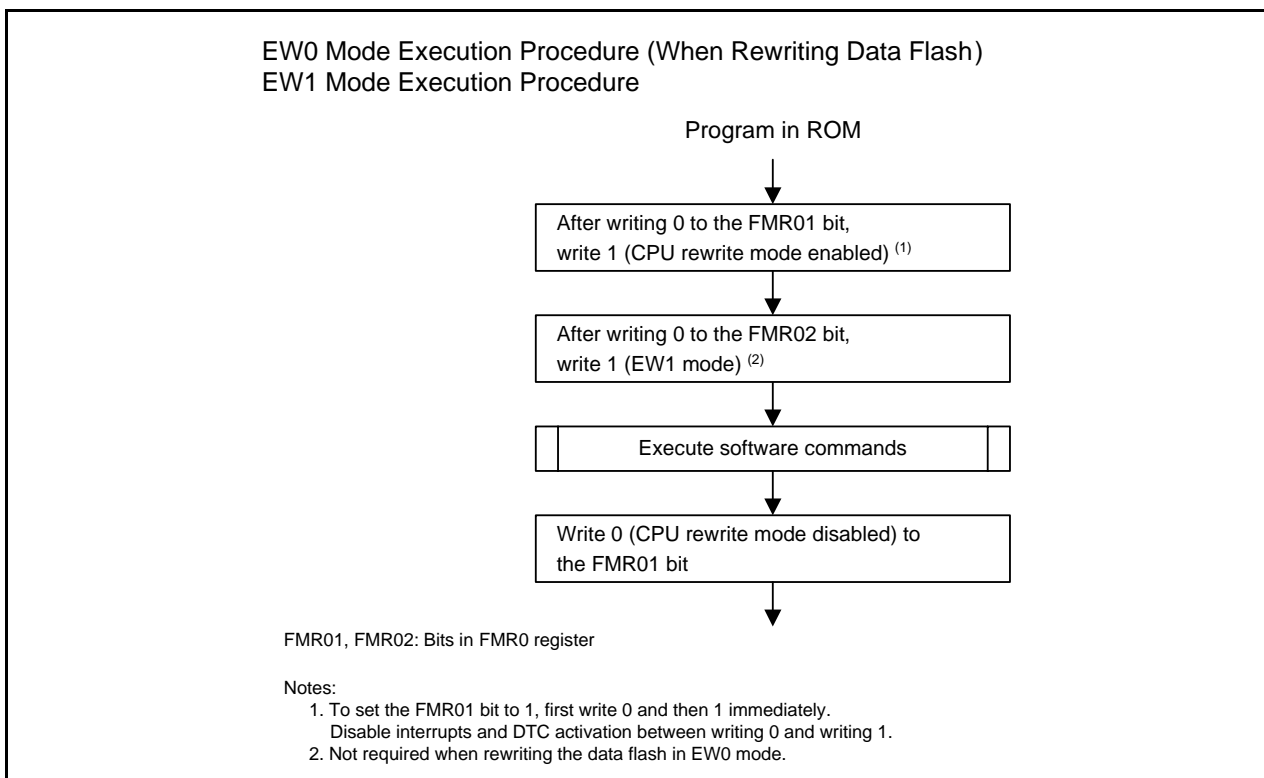 EW0 Mode Execution Procedure (When Rewriting Data Flash)
EW1 Mode Execution Procedure
Program in ROM
After writing 0 to the FMR01 bit,
write 1 (CPU rewrite mode enabled) (1)
After writing 0 to the FMR02 bit,
write 1 (EW1 mode) (2)
Execute software commands
Write 0 (CPU rewrite mode disabled) to
the FMR01 bit
FMR01, FMR02: Bits in FMR0 register
Notes:
1. To set the FMR01 bit to 1, first write 0 and then 1 immediately.
Disable interrupts and DTC activation between writing 0 and writing 1.
2. Not required when rewriting the data flash in EW0 mode.